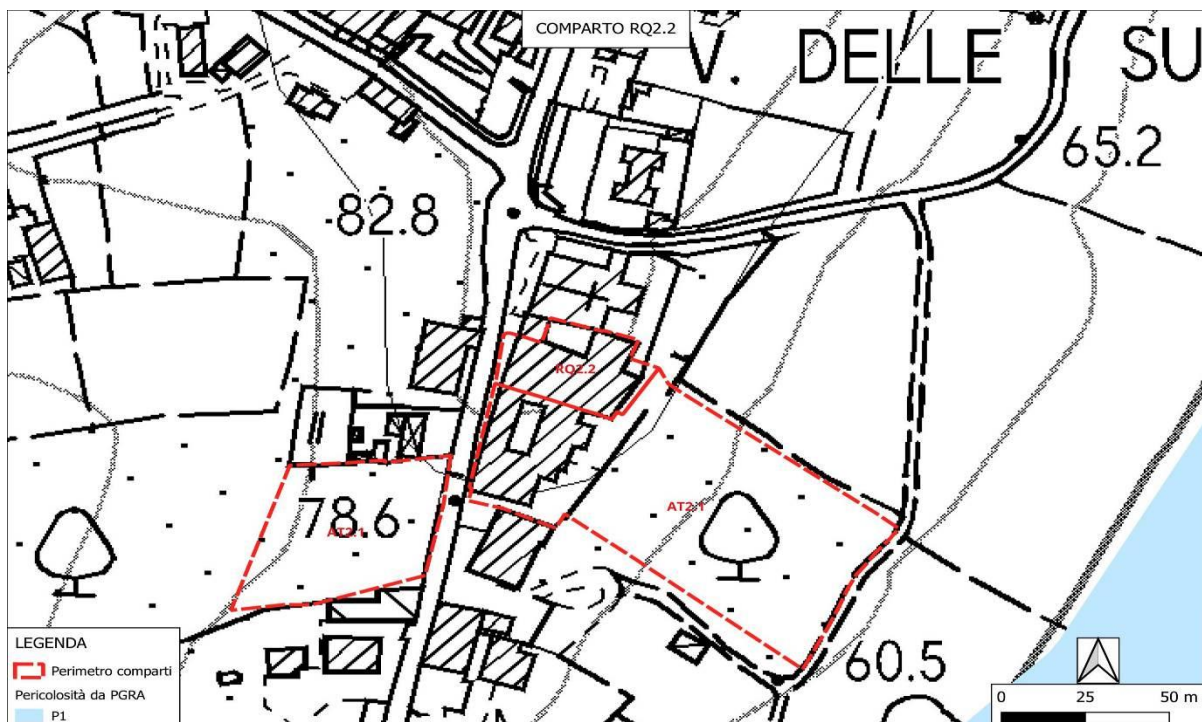 COMPARTO RQ2.2
V. DELLE SU
65.2
82.8
RQ2.2
78.6
AT2.1
AT2.1
60.5
LEGENDA
Perimetro comparti
Pericolosità da PGRA
P1
0 25 50 m